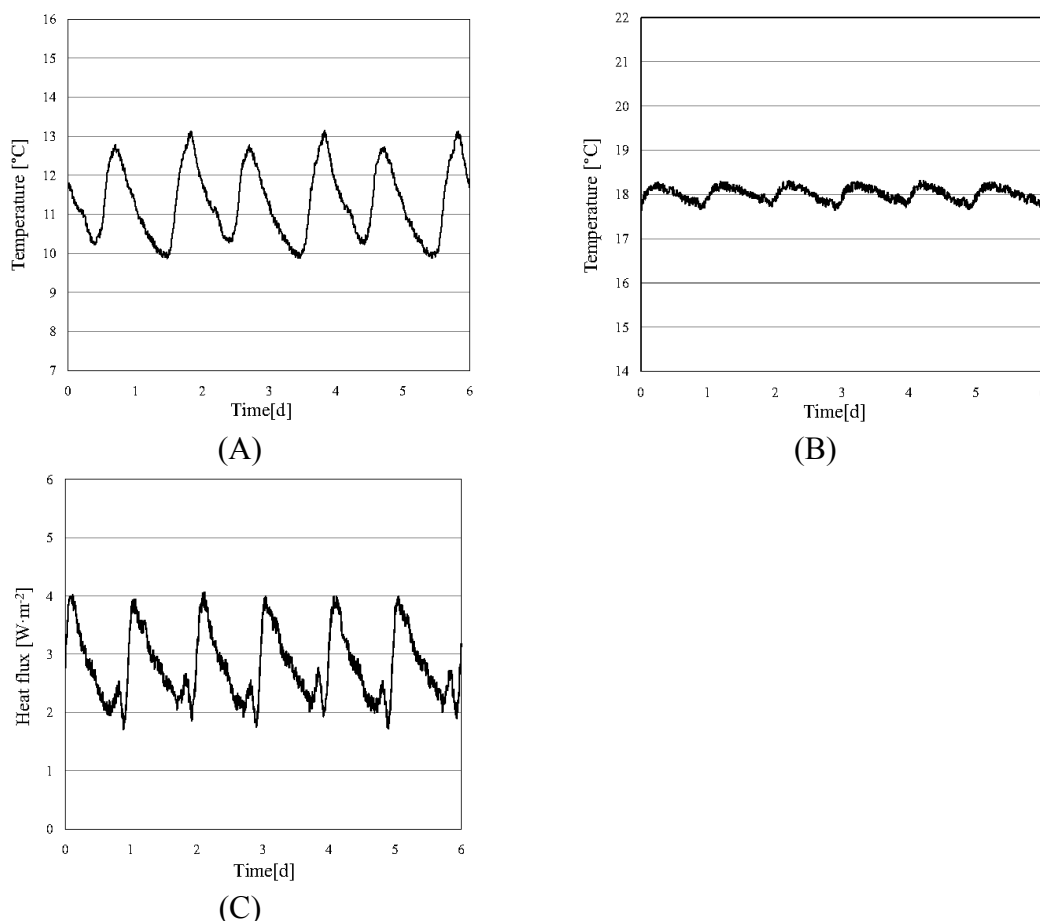 16
15
14
13
12
11
10
9
8
7
Temperature [°C]
0 1 2 3 4 5 6
Time[d]
(A)
22
21
20
19
18
17
16
15
14
Temperature [°C]
0 1 2 3 4 5
Time[d]
(B)
6
5
4
3
2
1
0
Heat flux [W·m⁻²]
0 1 2 3 4 5 6
Time[d]
(C)